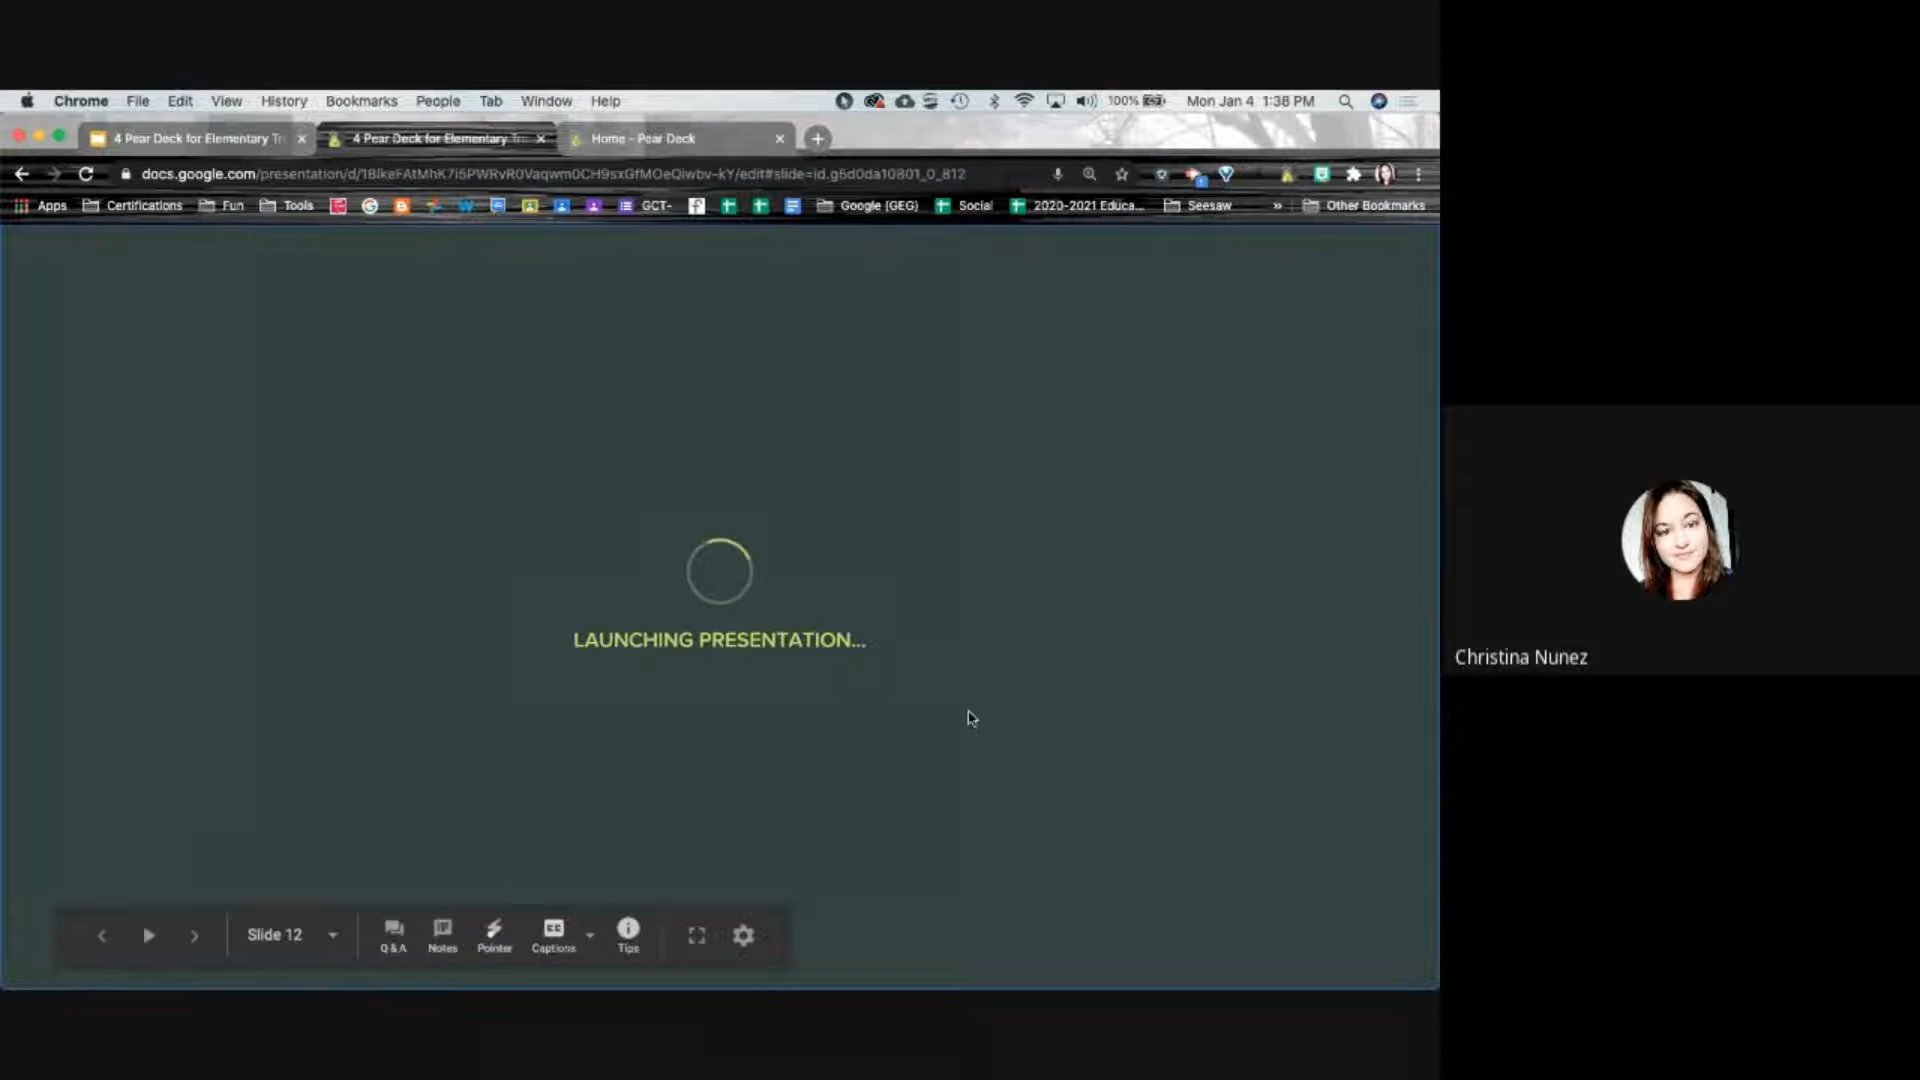 Chrome File Edit View History Bookmarks People Tab Window Help 100% Mon Jan 4 1:38 PM
4 Pear Deck for Elementary Tr 4 Pear Deck for Elementary Tr Home - Pear Deck
docs.google.com/presentation/d/1BlkeFAtMhK7i5PWRvR0Vaqwm0CH9sxGfMOeQiwbv-kY/edit#slide=id.g5d0da10801_0_812
Apps Certifications Fun Tools GCT- Google (GEG) Social 2020-2021 Educa... Seesaw » Other Bookmarks
LAUNCHING PRESENTATION...
Christina Nunez
Slide 12 Q&A Notes Pointer Captions Tips